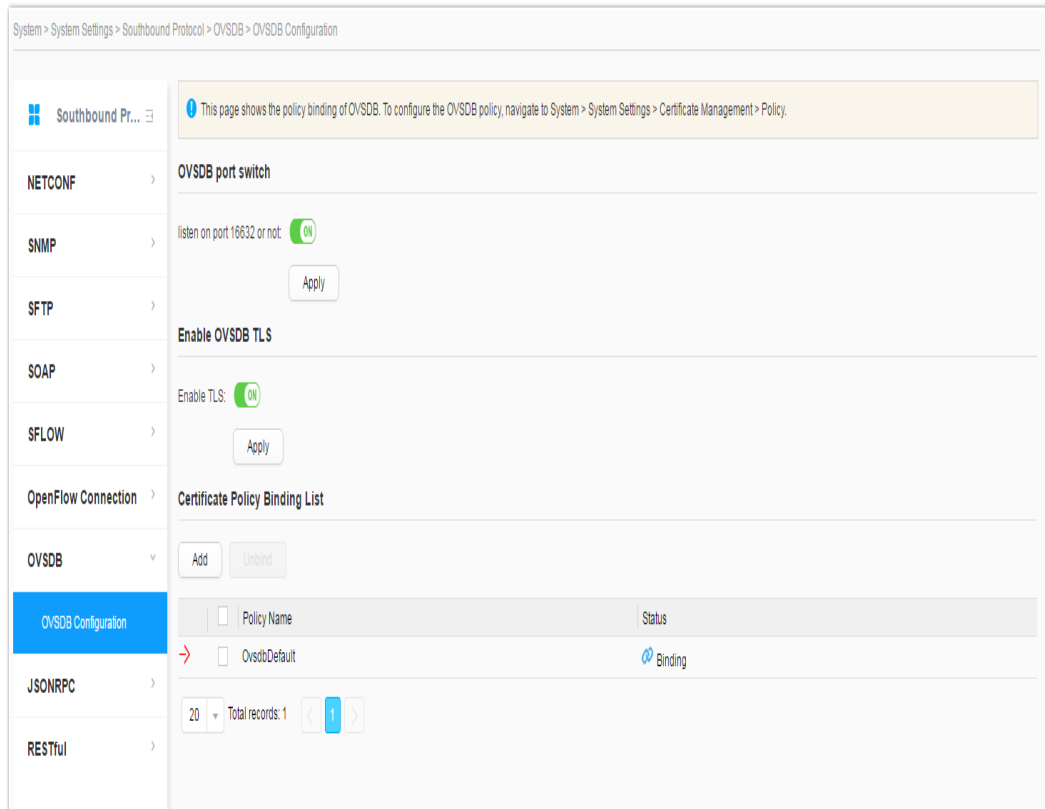 System > System Settings > Southbound Protocol > OVSDB > OVSDB Configuration
Southbound Pr...
This page shows the policy binding of OVSDB. To configure the OVSDB policy, navigate to System > System Settings > Certificate Management > Policy.
NETCONF
SNMP
SFTP
SOAP
SFLOW
OpenFlow Connection
OVSDB
OVSDB Configuration
JSONRPC
RESTful
OVSDB port switch
listen on port 16632 or not: ON
Apply
Enable OVSDB TLS
Enable TLS: ON
Apply
Certificate Policy Binding List
Add Unbind
Policy Name Status
OvsdbDefault Binding
20 Total records: 1 < 1 >